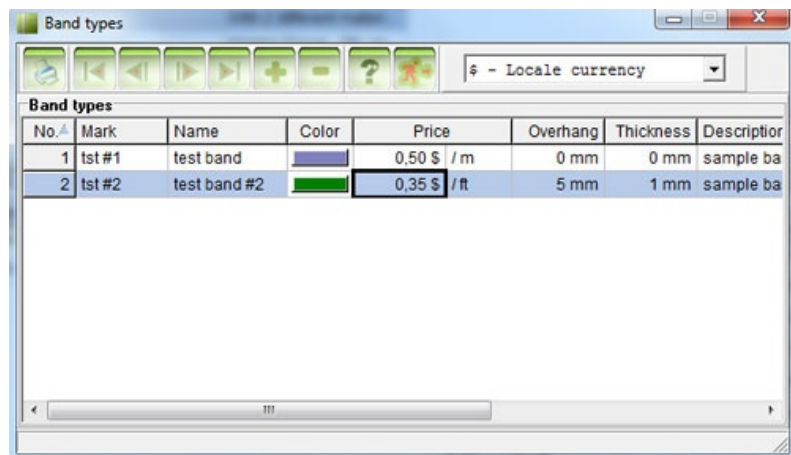 Band types
$ - Locale currency
Band types
No. Mark Name Color Price Overhang Thickness Description
1 tst #1 test band 0,50 $ / m 0 mm 0 mm sample ba
2 tst #2 test band #2 0,35 $ / ft 5 mm 1 mm sample ba